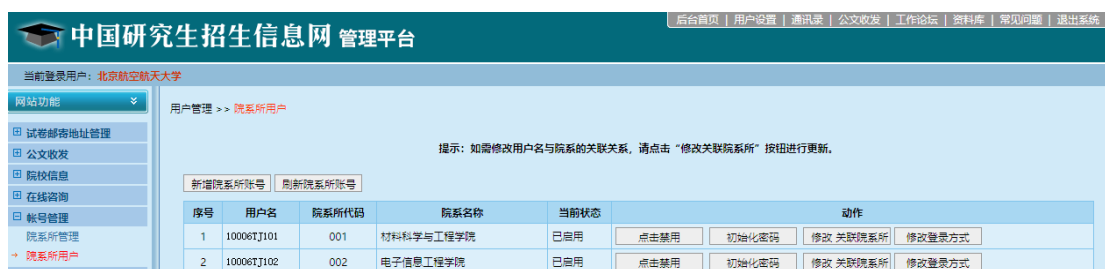 后台首页 | 用户设置 | 通讯录 | 公文收发 | 工作论坛 | 资料库 | 常见问题 | 退出系统
中国研究生招生信息网 管理平台
当前登录用户：北京航空航天大学
网站功能
试卷邮寄地址管理
公文收发
院校信息
在线咨询
帐号管理
院系所管理
院系所用户
用户管理 >> 院系所用户
提示：如需修改用户名与院系的关联关系，请点击“修改关联院系所”按钮进行更新。
新增院系所账号 刷新院系所账号
序号 用户名 院系所代码 院系名称 当前状态 动作
1 10006TJ101 001 材料科学与工程学院 已启用 点击禁用 初始化密码 修改 关联院系所 修改登录方式
2 10006TJ102 002 电子信息工程学院 已启用 点击禁用 初始化密码 修改 关联院系所 修改登录方式